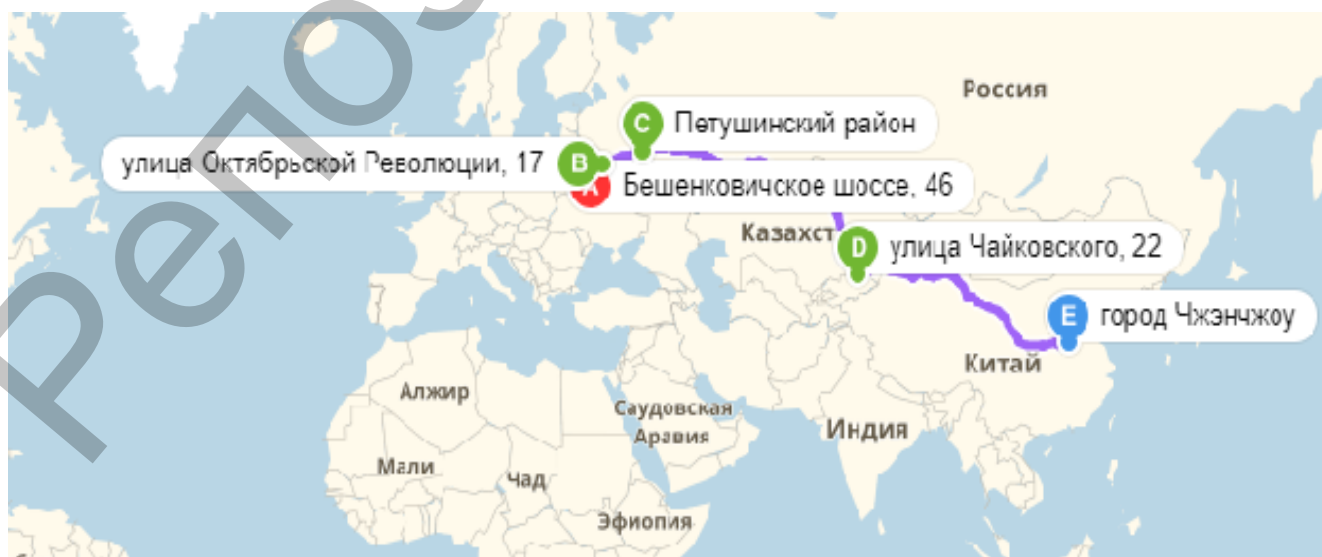 Репоз
Россия
C Петушинский район
улица Октябрьской Революции, 17 B
A Бешенковичское шоссе, 46
Казахст
D улица Чайковского, 22
E город Чжэнчжоу
Китай
Алжир
Саудовская
Аравия
Индия
Мали
Чад
Эфиопия